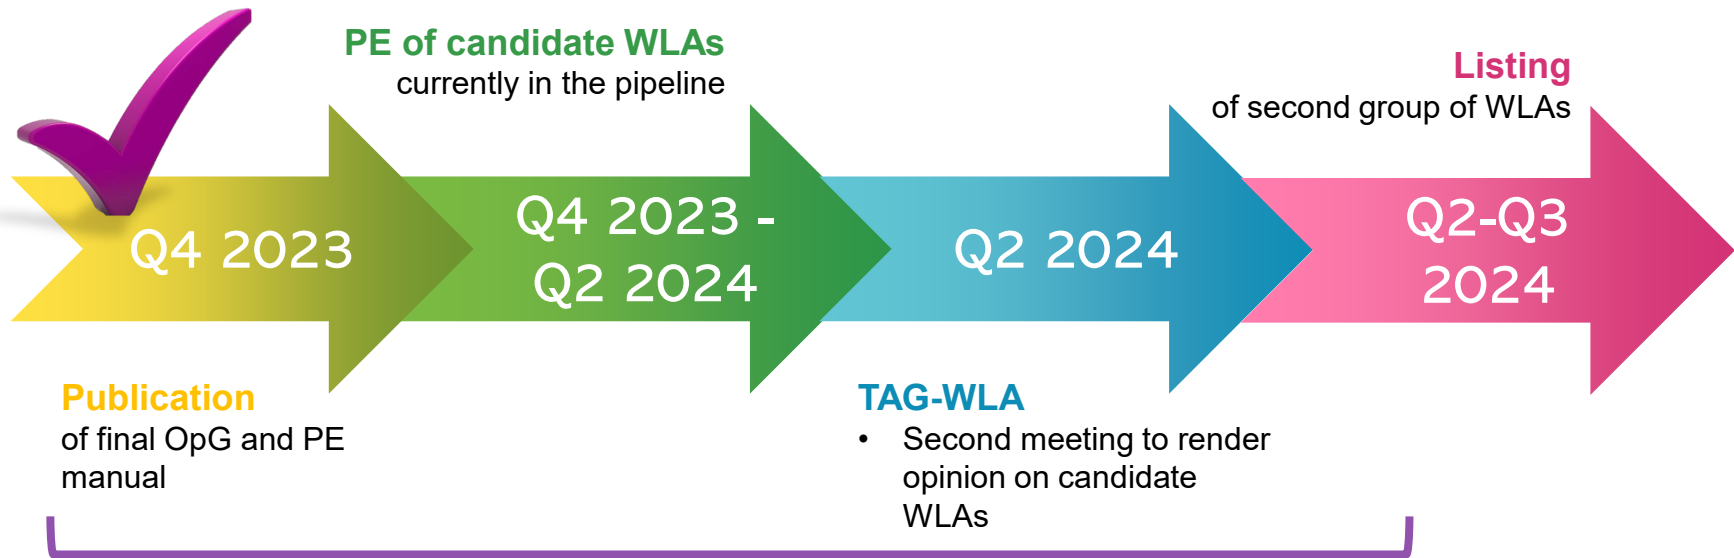 PE of candidate WLAs
currently in the pipeline
Listing
of second group of WLAs
Q4 2023
Q4 2023 -
Q2 2024
Q2 2024
Q2-Q3
2024
Publication
of final OpG and PE
manual
TAG-WLA
• Second meeting to render
opinion on candidate
WLAs